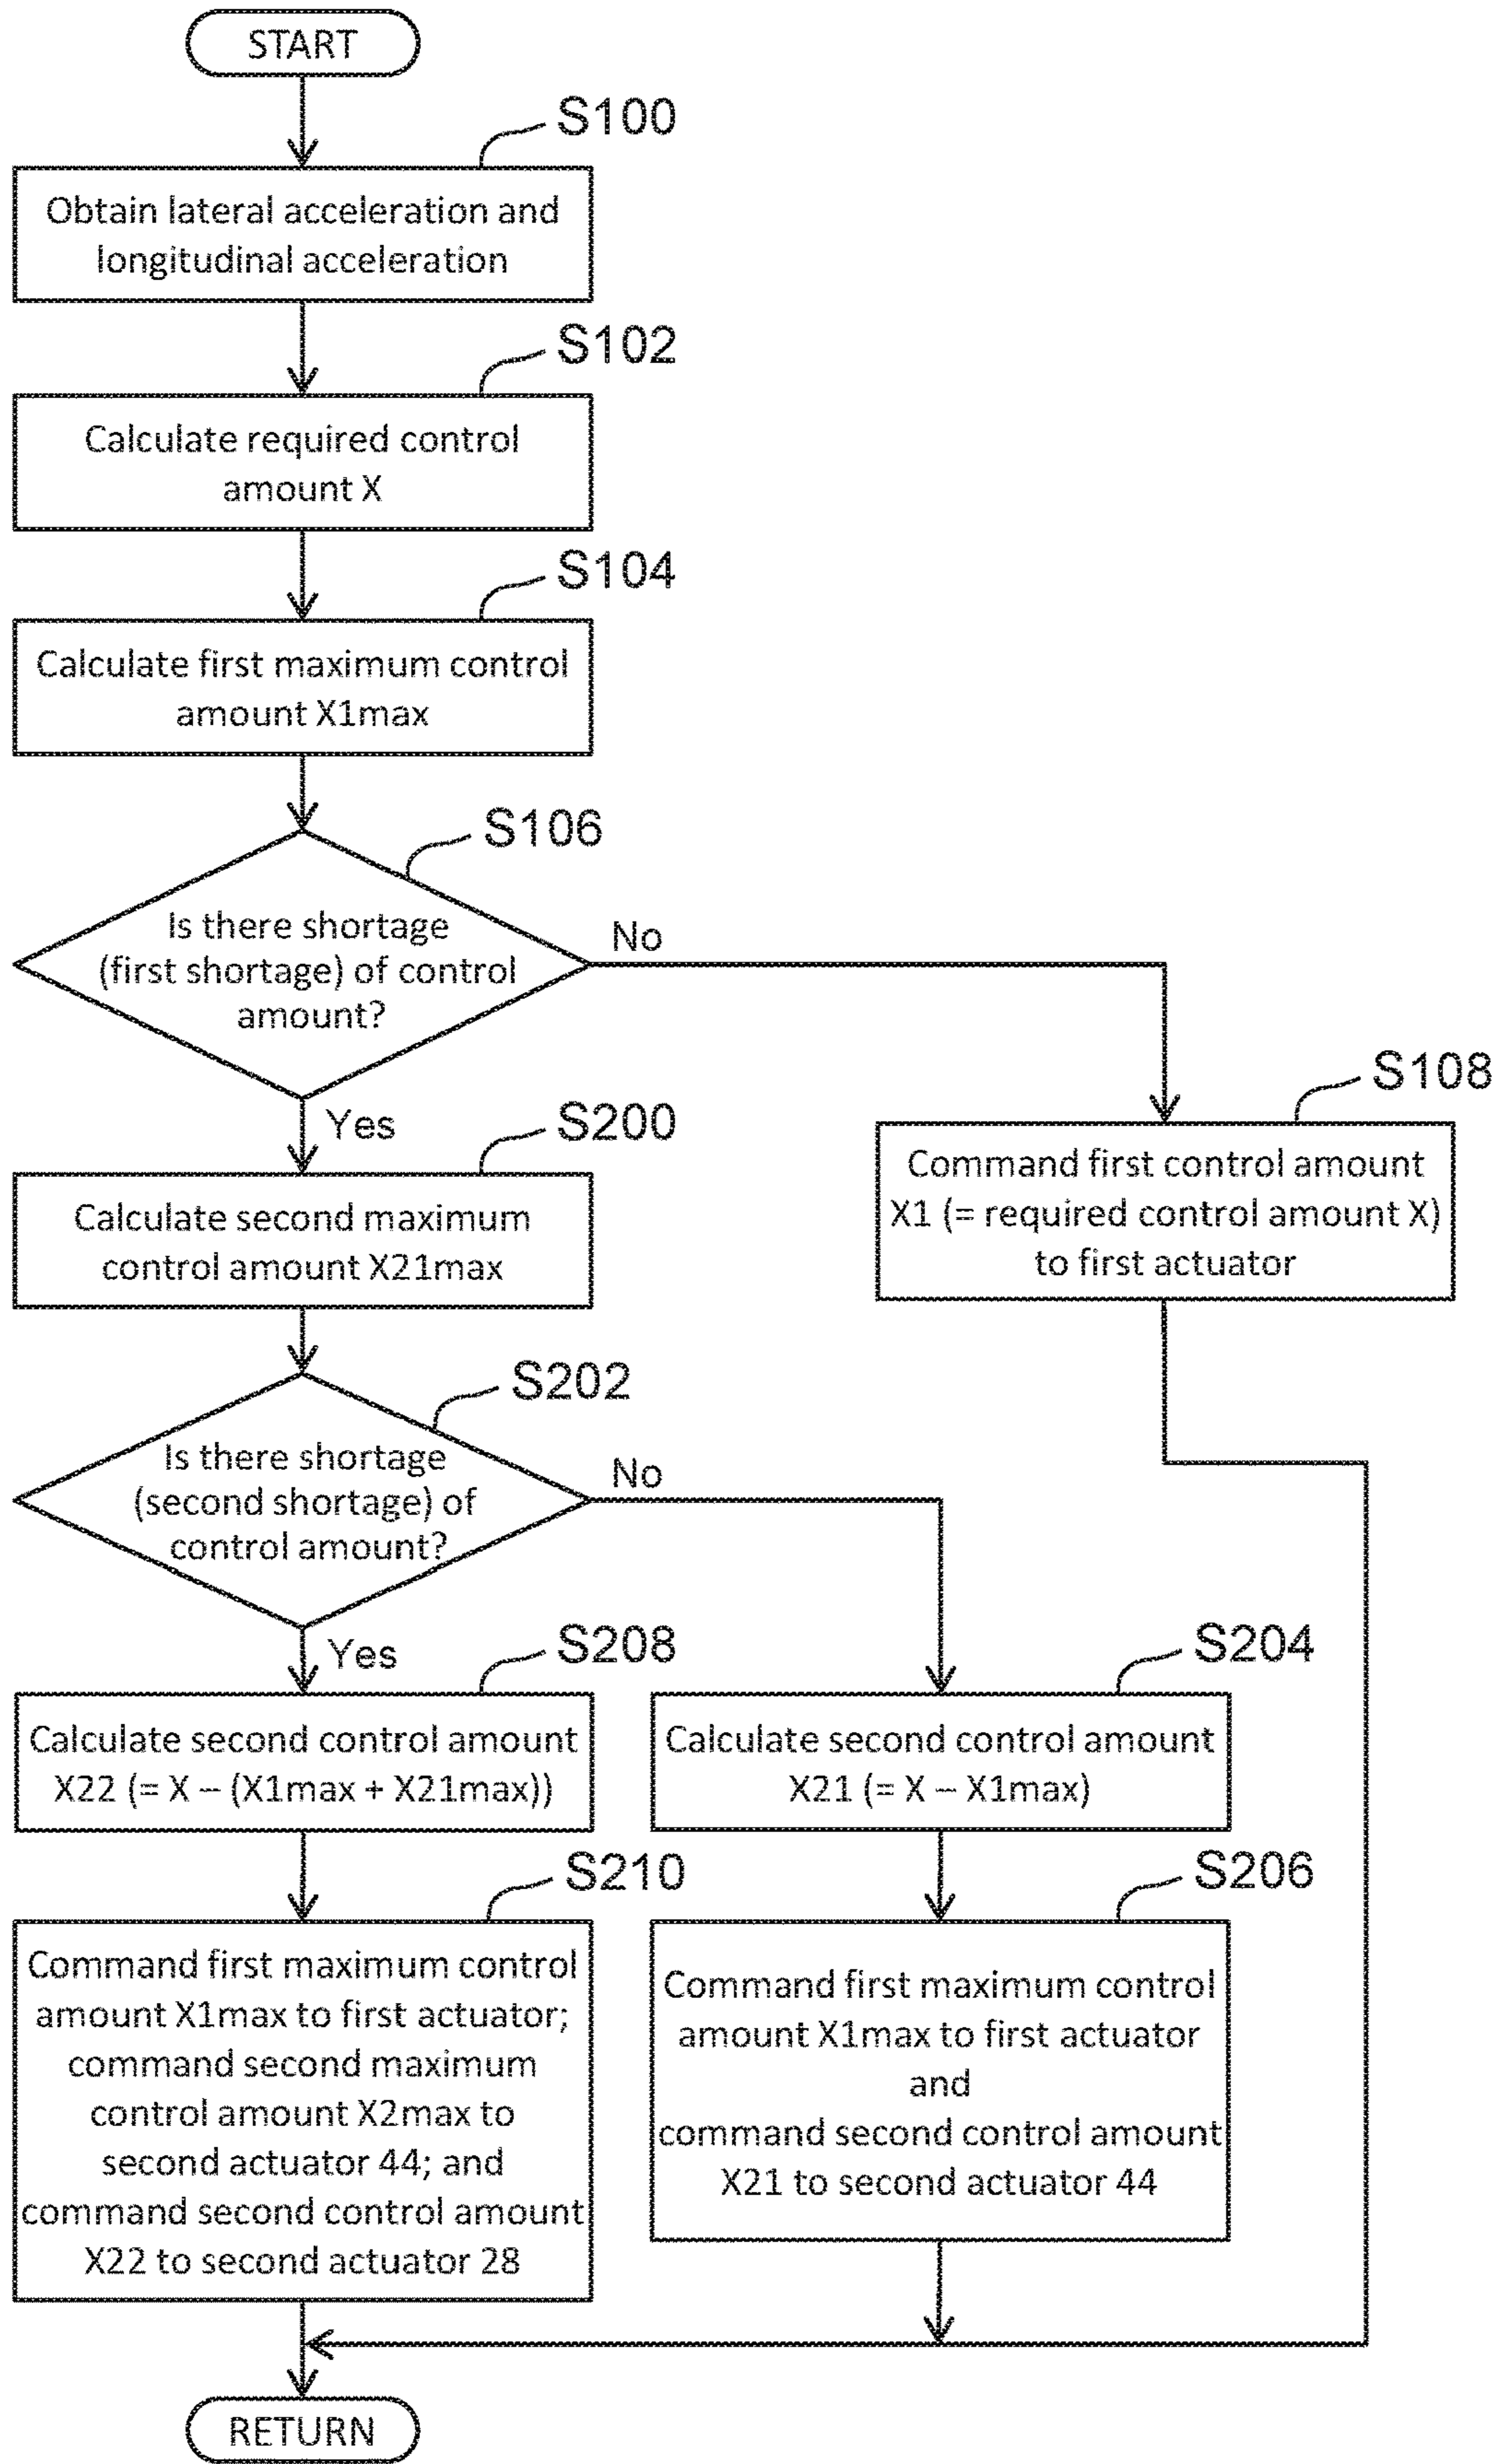 START
S100
Obtain lateral acceleration and
longitudinal acceleration
S102
Calculate required control
amount X
S104
Calculate first maximum control
amount X1max
S106
Is there shortage
(first shortage) of control
amount?
No
Yes
S108
Command first control amount
X1 (= required control amount X)
to first actuator
S200
Calculate second maximum
control amount X21max
S202
Is there shortage
(second shortage) of
control amount?
No
Yes
S208
Calculate second control amount
X22 (= X – (X1max + X21max))
S204
Calculate second control amount
X21 (= X – X1max)
S210
Command first maximum control
amount X1max to first actuator;
command second maximum
control amount X2max to
second actuator 44; and
command second control amount
X22 to second actuator 28
S206
Command first maximum control
amount X1max to first actuator
and
command second control amount
X21 to second actuator 44
RETURN